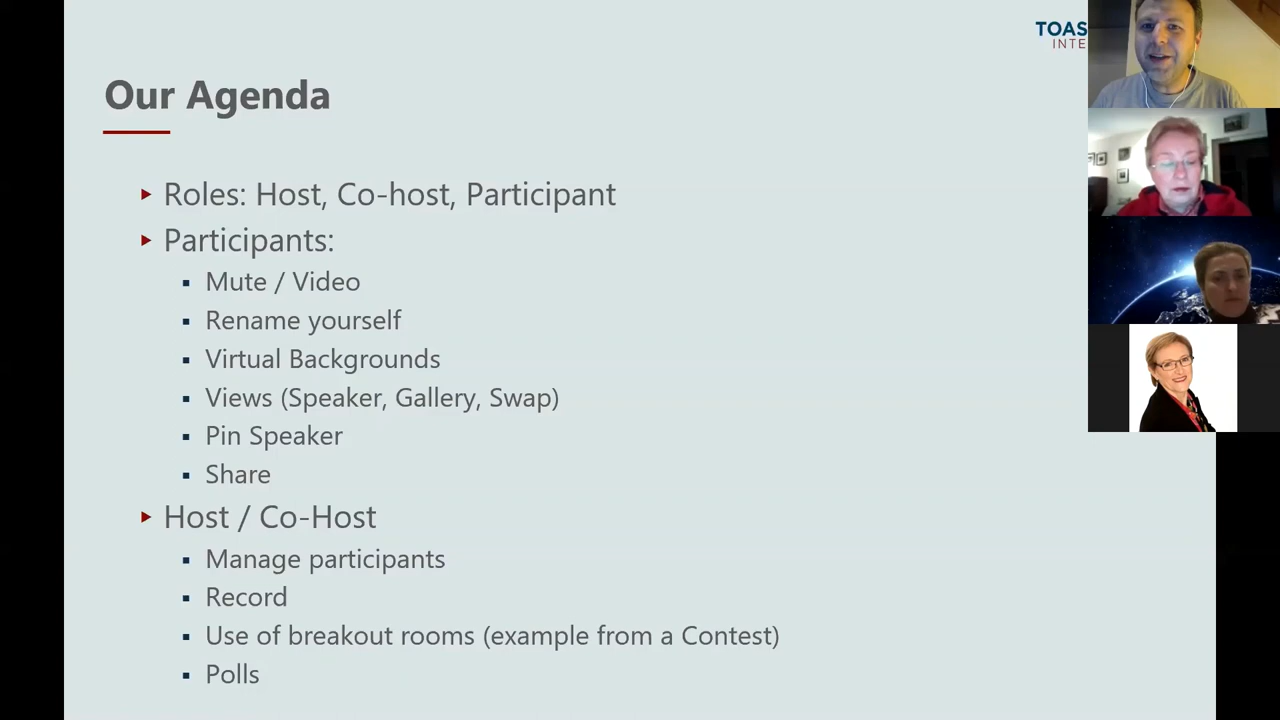 TOAS
INTE
Our Agenda
Roles: Host, Co-host, Participant
Participants:
Mute / Video
Rename yourself
Virtual Backgrounds
Views (Speaker, Gallery, Swap)
Pin Speaker
Share
Host / Co-Host
Manage participants
Record
Use of breakout rooms (example from a Contest)
Polls